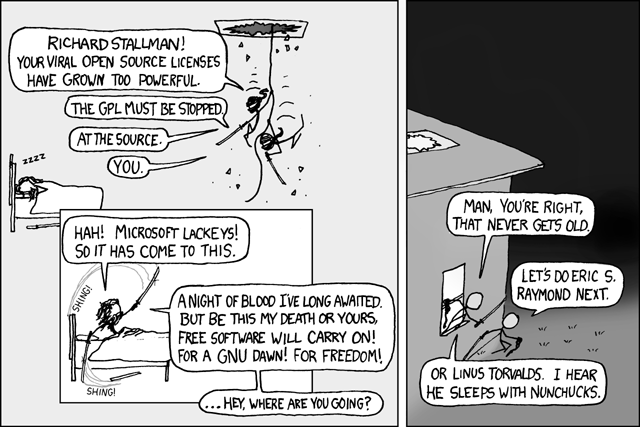 RICHARD STALLMAN!
YOUR VIRAL OPEN SOURCE LICENSES
HAVE GROWN TOO POWERFUL.
THE GPL MUST BE STOPPED.
AT THE SOURCE.
YOU.
ZZZZ
HAH! MICROSOFT LACKEYS!
SO IT HAS COME TO THIS.
SHING!
A NIGHT OF BLOOD I'VE LONG AWAITED.
BUT BE THIS MY DEATH OR YOURS,
FREE SOFTWARE WILL CARRY ON!
FOR A GNU DAWN! FOR FREEDOM!
SHING!
...HEY, WHERE ARE YOU GOING?
MAN, YOU'RE RIGHT,
THAT NEVER GETS OLD.
LET'S DO ERIC S.
RAYMOND NEXT.
OR LINUS TORVALDS. I HEAR
HE SLEEPS WITH NUNCHUCKS.